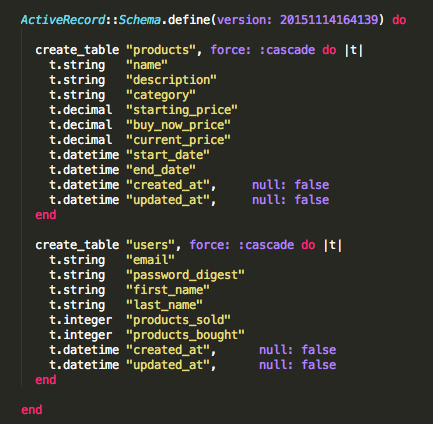 ActiveRecord::Schema.define(version: 20151114164139) do
create_table "products", force: :cascade do |t|
t.string "name"
t.string "description"
t.string "category"
t.decimal "starting_price"
t.decimal "buy_now_price"
t.decimal "current_price"
t.datetime "start_date"
t.datetime "end_date"
t.datetime "created_at", null: false
t.datetime "updated_at", null: false
end
create_table "users", force: :cascade do |t|
t.string "email"
t.string "password_digest"
t.string "first_name"
t.string "last_name"
t.integer "products_sold"
t.integer "products_bought"
t.datetime "created_at", null: false
t.datetime "updated_at", null: false
end
end